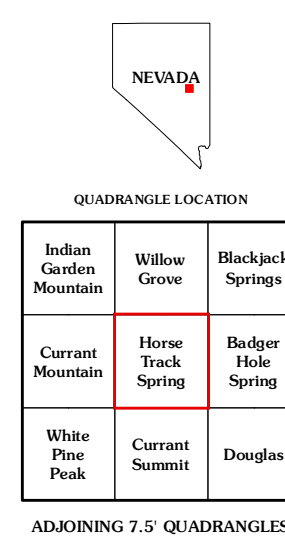 NEVADA
QUADRANGLE LOCATION
Indian
Garden
Mountain
Willow
Grove
Blackjack
Springs
Currant
Mountain
Horse
Track
Spring
Badger
Hole
Spring
White
Pine
Peak
Currant
Summit
Douglas
ADJOINING 7.5' QUADRANGLES